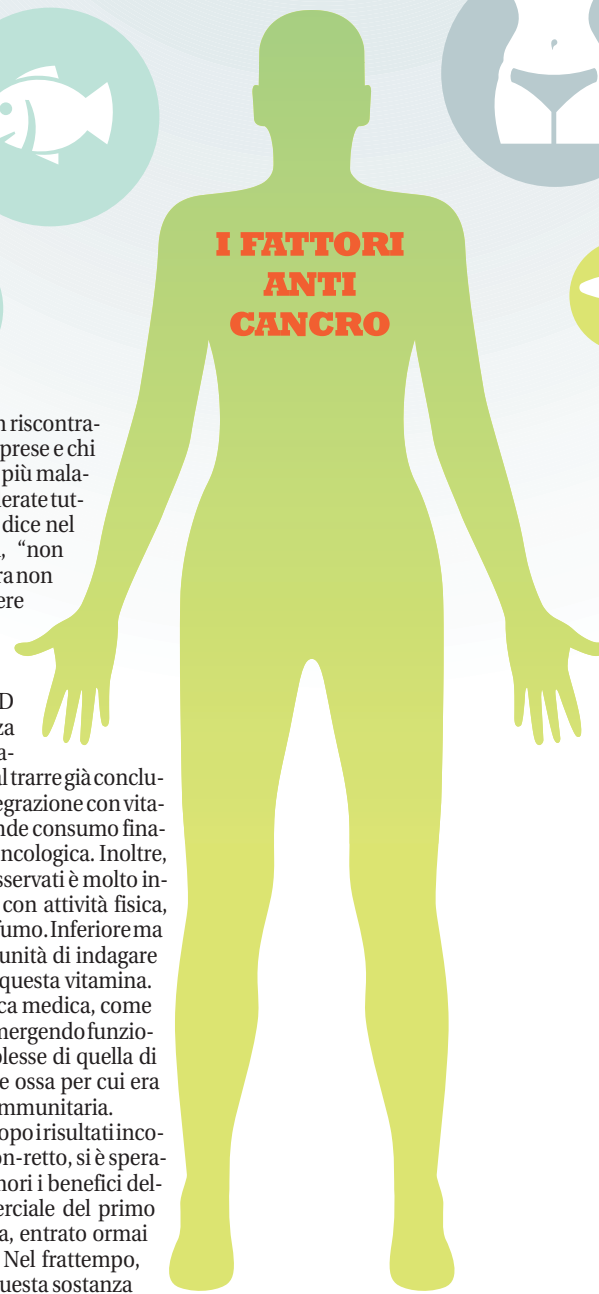 I FATTORI
ANTI
CANCRO
riscontra-
prese e chi
più mala-
erate tut-
dice nel
, “non
ra non
ere
D
za
a-
al trarre già conclu-
egrazione con vita-
nde consumo fina-
ncologica. Inoltre,
sservati è molto in-
con attività fisica,
fumo. Inferiore ma
unità di indagare
questa vitamina.
ca medica, come
mergendo funzio-
lesse di quella di
e ossa per cui era
mmunitaria.
opo i risultati inco-
on-retto, si è spera-
nori i benefici del-
erciale del primo
a, entrato ormai
Nel frattempo,
uesta sostanza